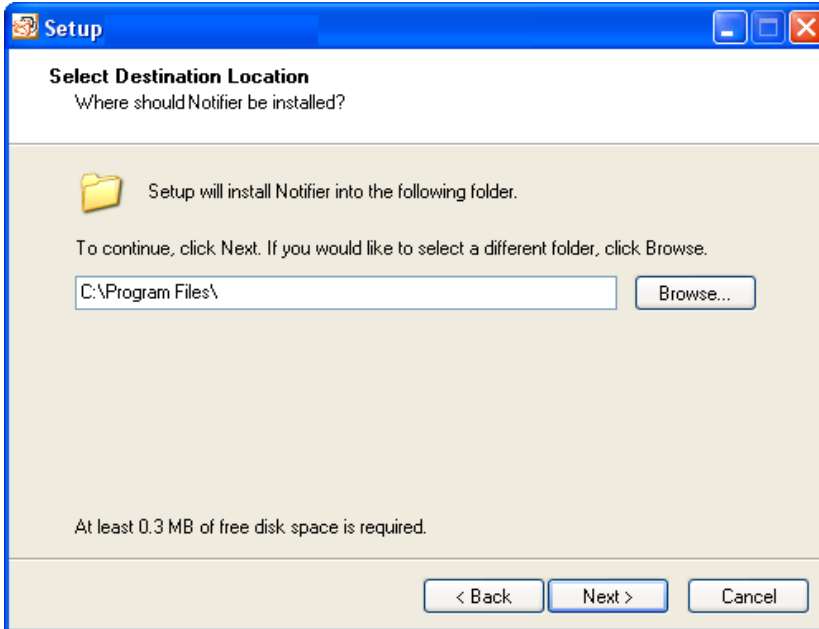 Setup
Select Destination Location
Where should Notifier be installed?
Setup will install Notifier into the following folder.
To continue, click Next. If you would like to select a different folder, click Browse.
C:\Program Files\
Browse...
At least 0.3 MB of free disk space is required.
< Back
Next >
Cancel